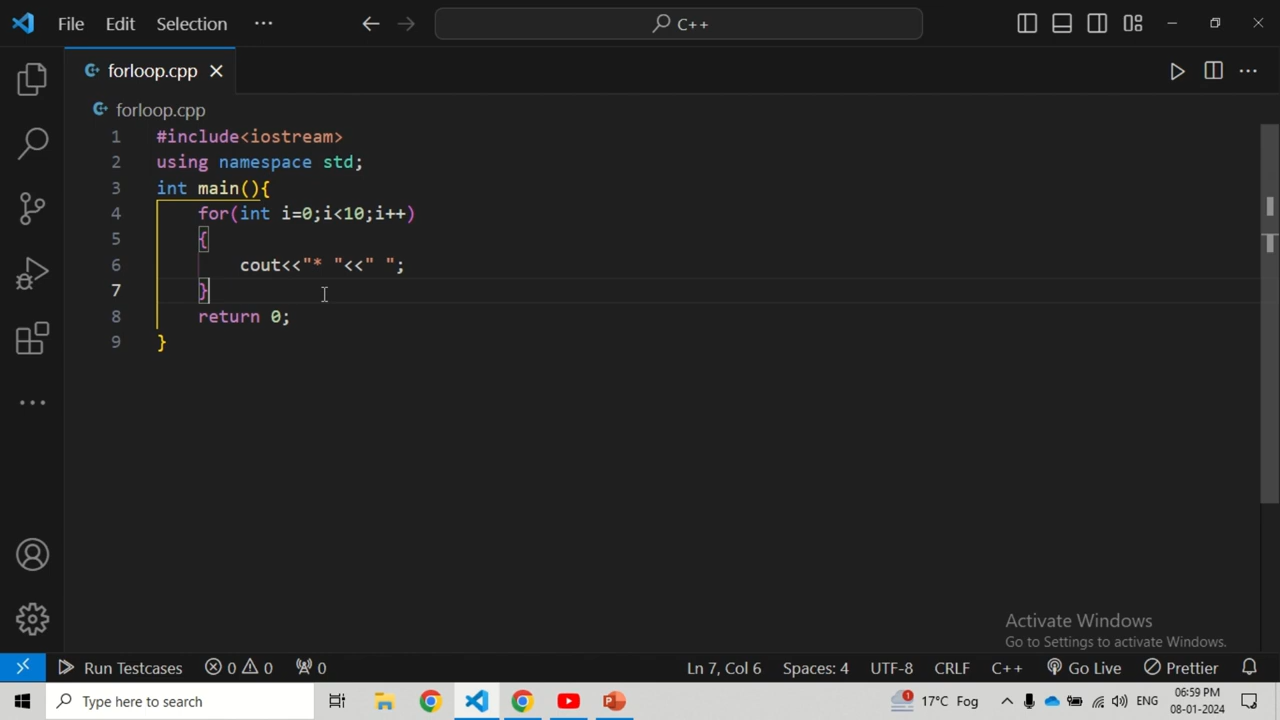 File Edit Selection ··· C++
forloop.cpp
forloop.cpp
1 #include<iostream>
2 using namespace std;
3 int main(){
4 for(int i=0;i<10;i++)
5 {
6 cout<<"* "<<" ";
7 }
8 return 0;
9 }
Activate Windows
Go to Settings to activate Windows.
Run Testcases 0 0 0 Ln 7, Col 6 Spaces: 4 UTF-8 CRLF C++ Go Live Prettier
Type here to search 1 17°C Fog ENG 06:59 PM
08-01-2024